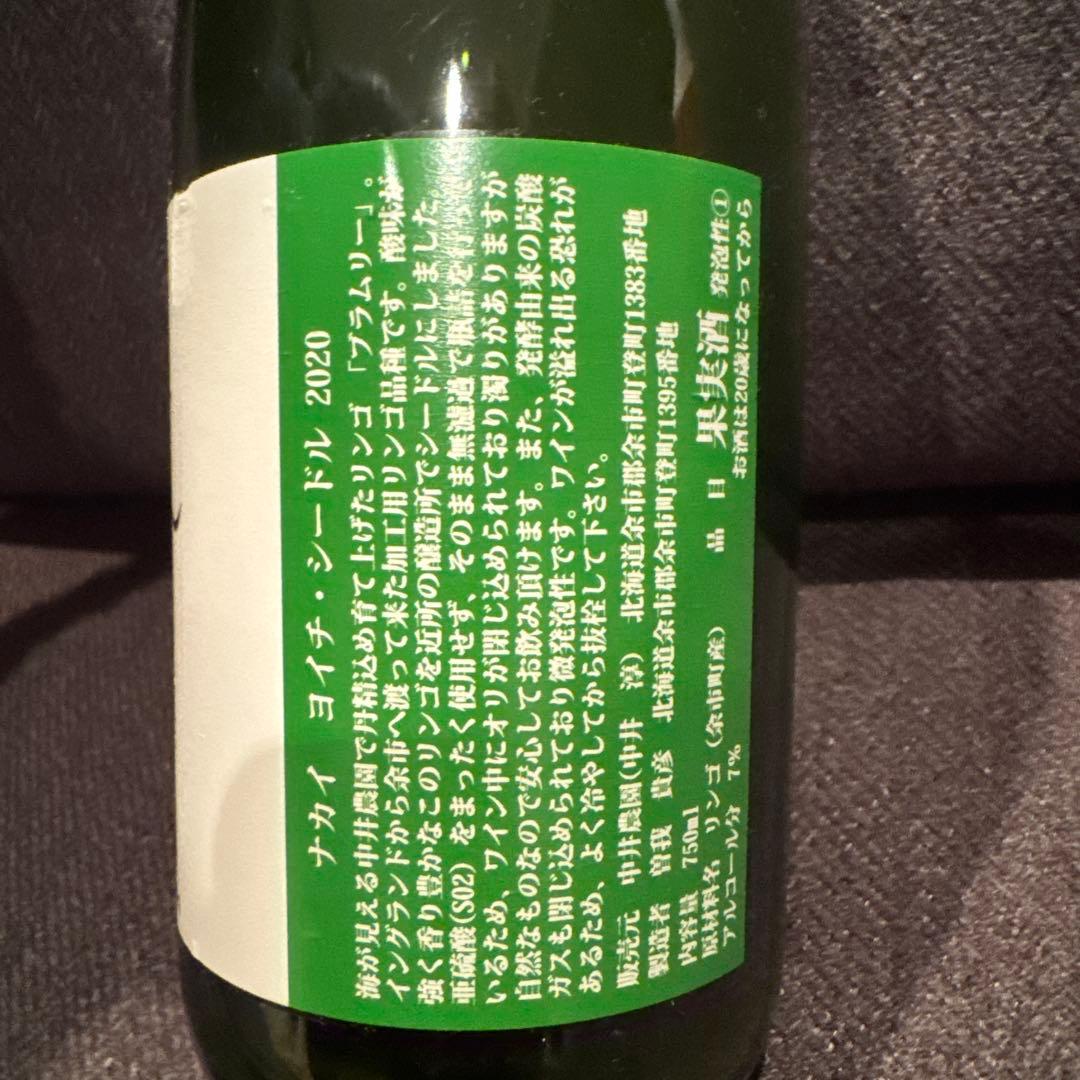 ナカイ ヨイチ・シードル 2020
海が見える中井農園で丹精込め育て上げたリンゴ 「ブラムリー」。
イングランドから余市へ渡って来た加工用リンゴ品種です。酸味が
強く香り豊かなこのリンゴを近所の醸造所でシードルにしました
亜硫酸(SO2)をまったく使用せず、そのまま無濾過で瓶詰を行
いるため、ワイン中にオリが閉じ込められており濁りがありますが
自然なものなので安心してお飲み頂けます。また、発酵由来の炭酸
ガスも閉じ込められており微発泡性です。ワインが溢れ出る恐れが
あるため、よく冷やしてから抜栓して下さい。
販売元 中井農園(中井 淳) 北海道余市郡余市町登町1383番地
製造者 曽我 貴彦 北海道余市郡余市町登町1395番地
内容量 750ml
原材料名 リンゴ(余市町産) 品目 果実酒 発泡性①
アルコール分 7% お酒は20歳になってから